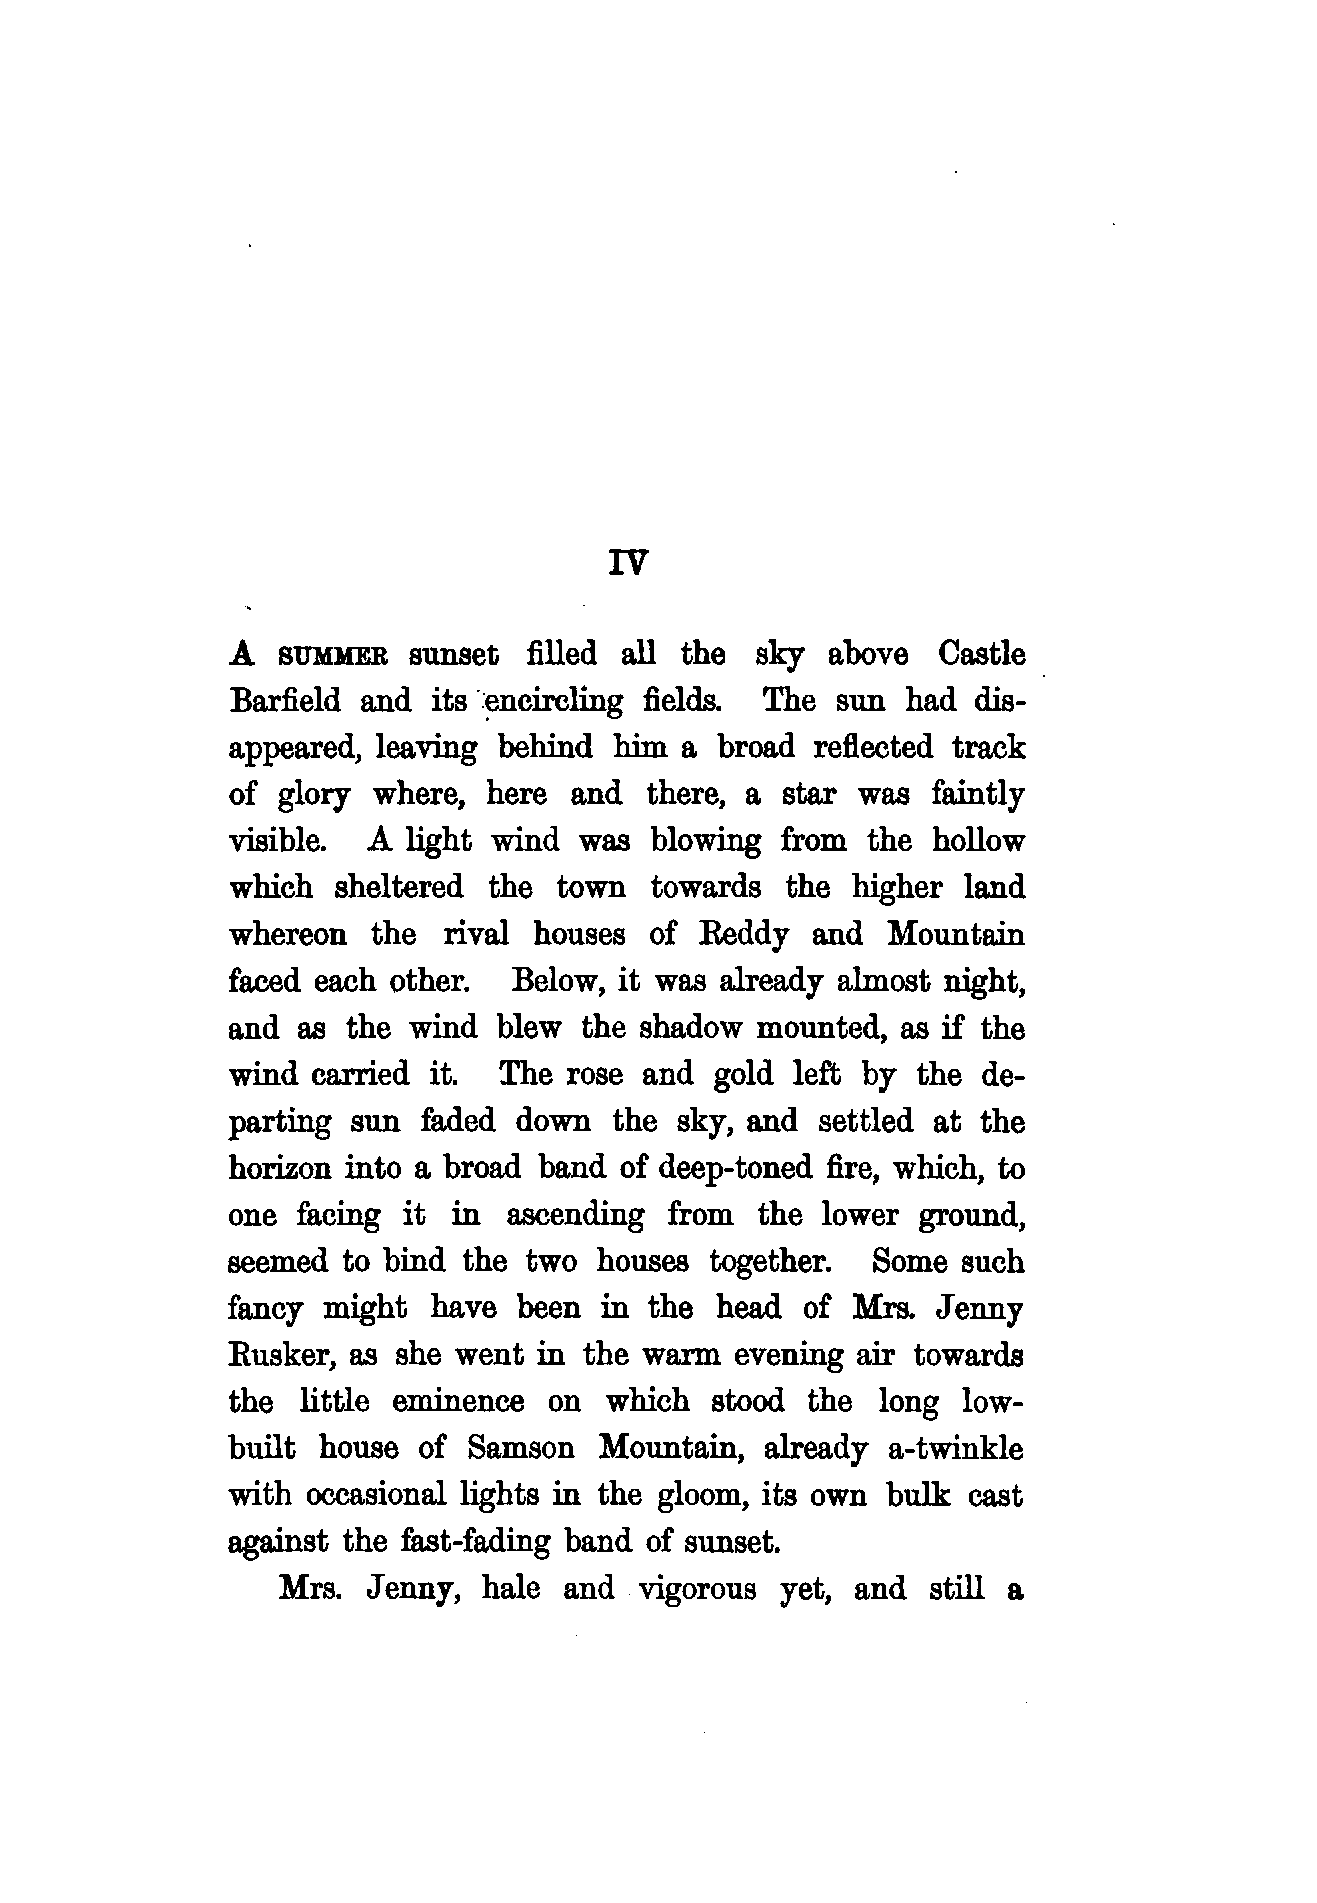 IV
A SUMMER sunset filled all the sky above Castle
Barfield and its encircling fields. The sun had dis-
appeared, leaving behind him a broad reflected track
of glory where, here and there, a star was faintly
visible. A light wind was blowing from the hollow
which sheltered the town towards the higher land
whereon the rival houses of Reddy and Mountain
faced each other. Below, it was already almost night,
and as the wind blew the shadow mounted, as if the
wind carried it. The rose and gold left by the de-
parting sun faded down the sky, and settled at the
horizon into a broad band of deep-toned fire, which, to
one facing it in ascending from the lower ground,
seemed to bind the two houses together. Some such
fancy might have been in the head of Mrs. Jenny
Rusker, as she went in the warm evening air towards
the little eminence on which stood the long low-
built house of Samson Mountain, already a-twinkle
with occasional lights in the gloom, its own bulk cast
against the fast-fading band of sunset.
Mrs. Jenny, hale and vigorous yet, and still a